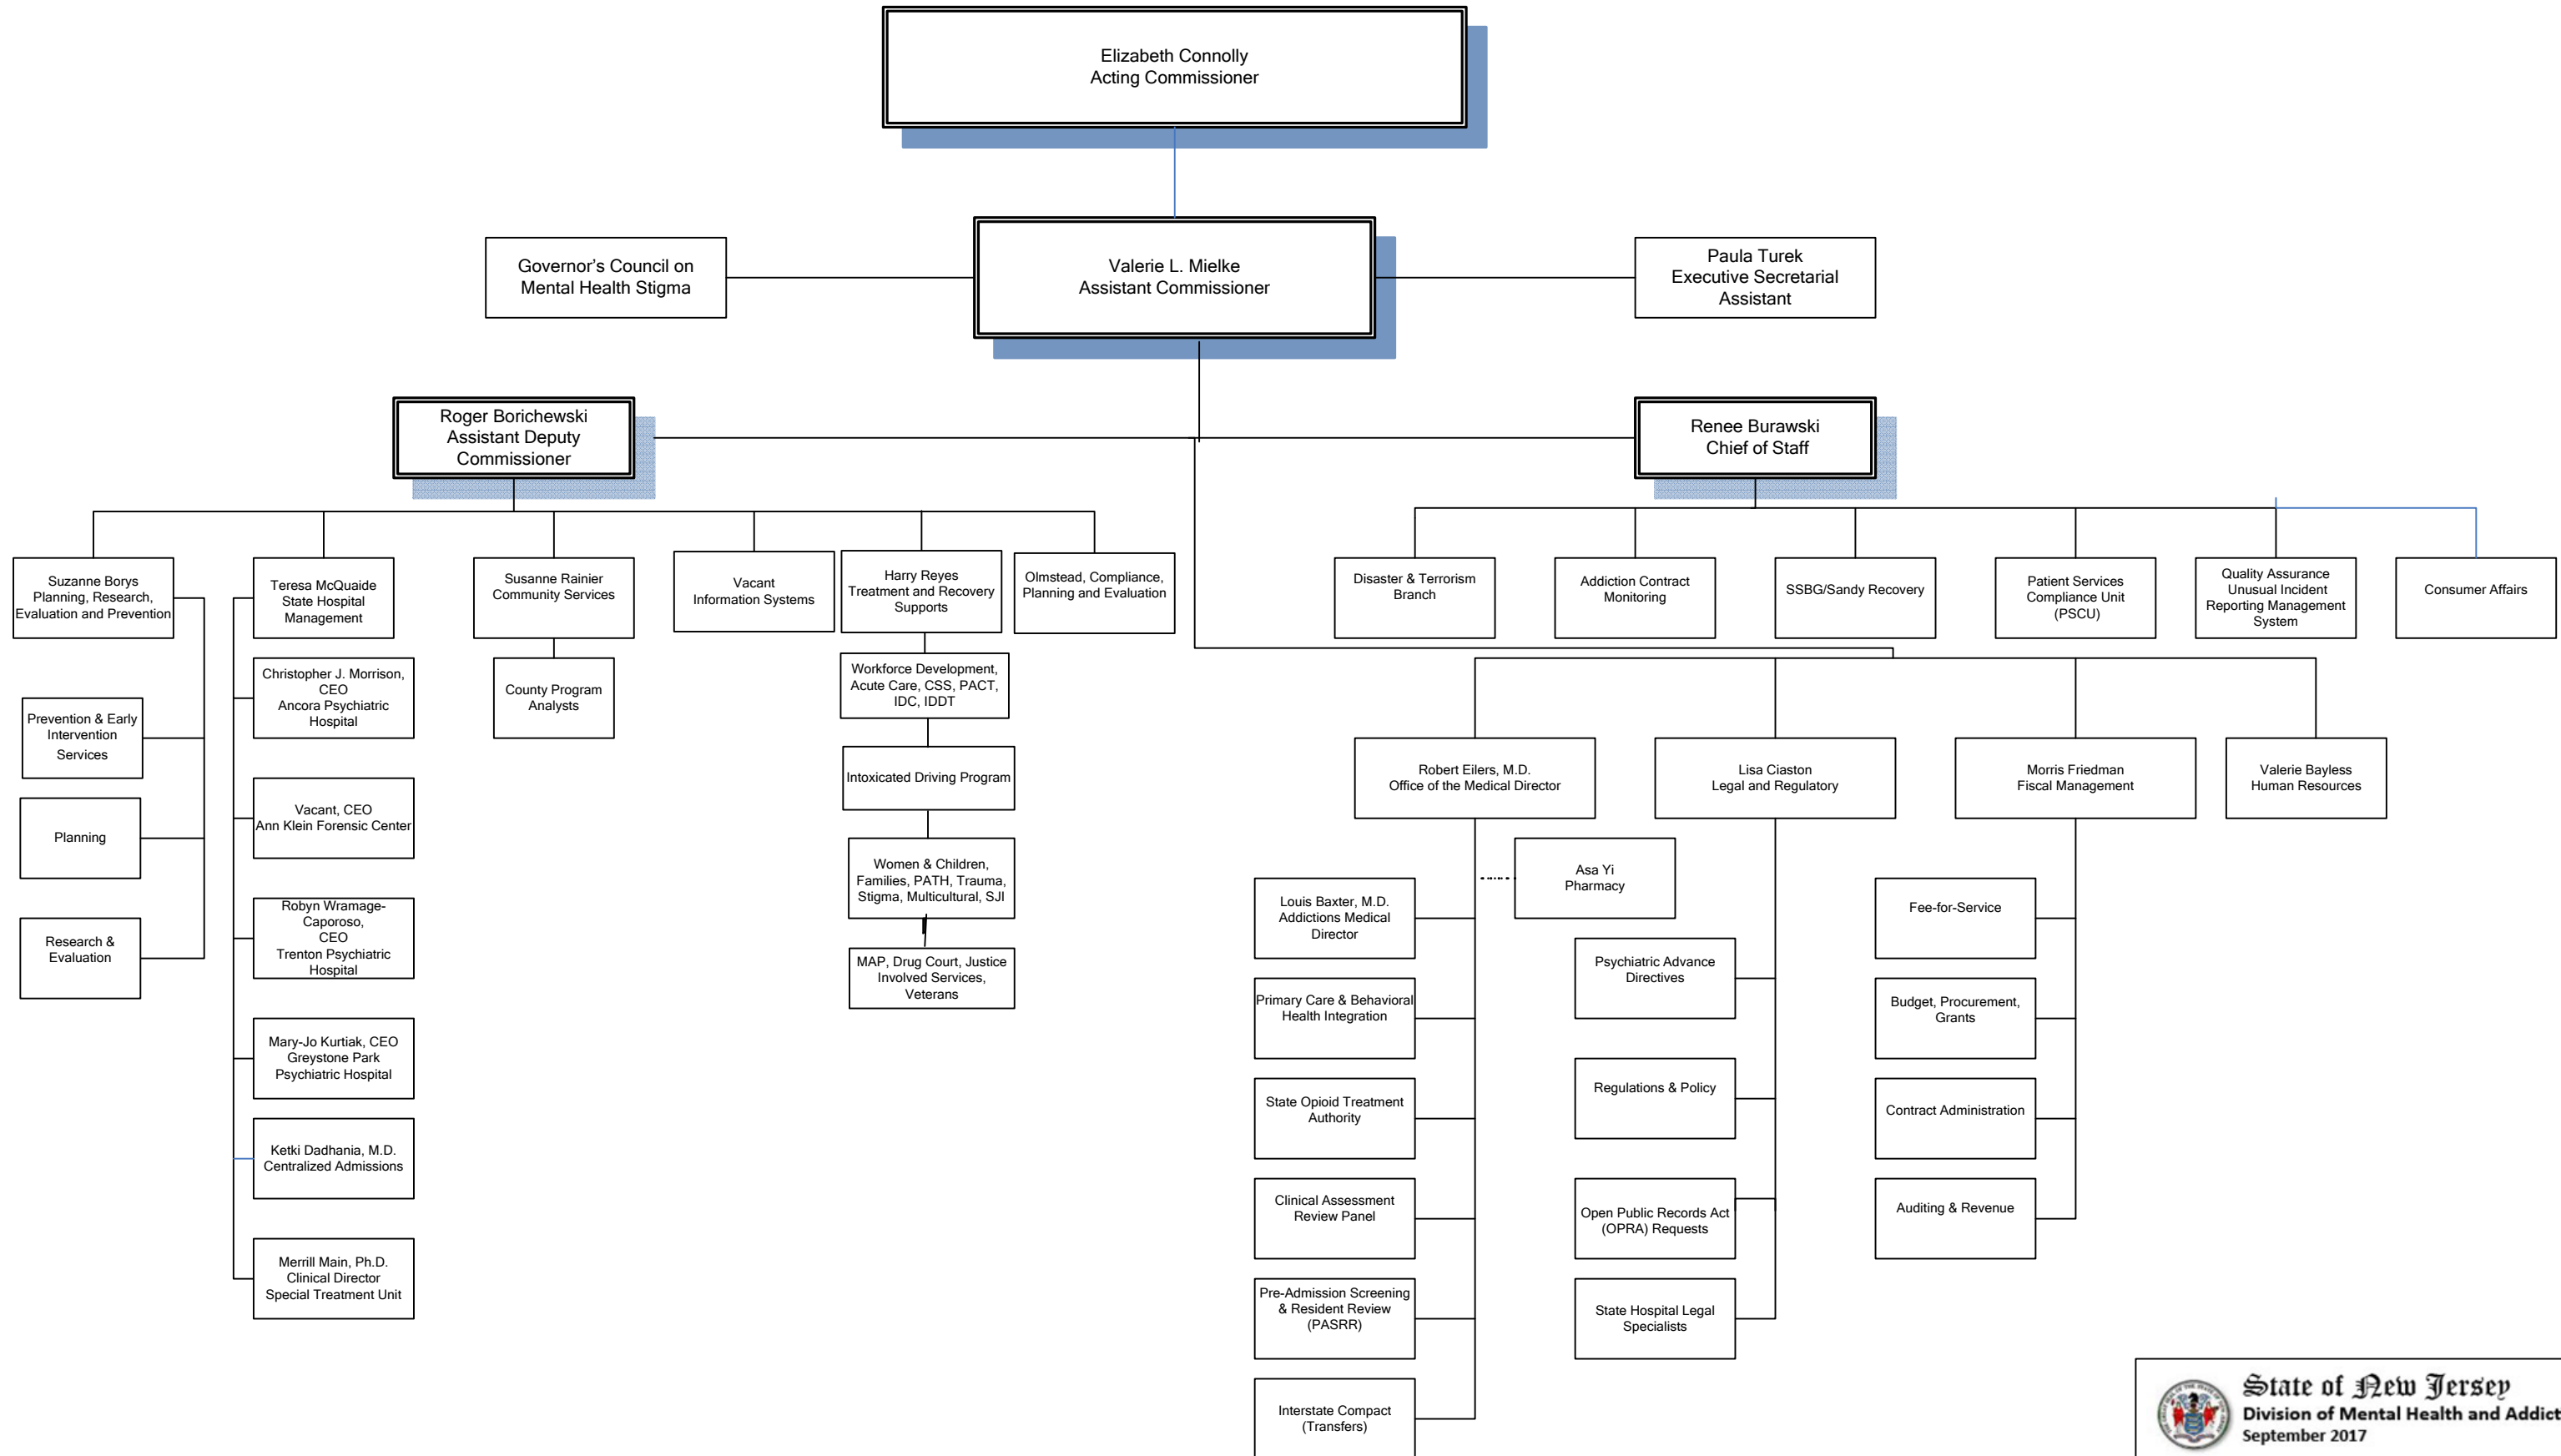 Elizabeth Connolly
Acting Commissioner
Governor's Council on
Mental Health Stigma
Valerie L. Mielke
Assistant Commissioner
Paula Turek
Executive Secretarial
Assistant
Roger Borichewski
Assistant Deputy
Commissioner
Renee Burawski
Chief of Staff
Suzanne Borys
Planning, Research,
Evaluation and Prevention
Teresa McQuaide
State Hospital
Management
Susanne Rainier
Community Services
Vacant
Information Systems
Harry Reyes
Treatment and Recovery
Supports
Olmstead, Compliance,
Planning and Evaluation
Disaster & Terrorism
Branch
Addiction Contract
Monitoring
SSBG/Sandy Recovery
Patient Services
Compliance Unit
(PSCU)
Quality Assurance
Unusual Incident
Reporting Management
System
Consumer Affairs
Prevention & Early
Intervention
Services
Planning
Research &
Evaluation
Christopher J. Morrison,
CEO
Ancora Psychiatric
Hospital
Vacant, CEO
Ann Klein Forensic Center
Robyn Wramage-
Caporoso,
CEO
Trenton Psychiatric
Hospital
Mary-Jo Kurtiak, CEO
Greystone Park
Psychiatric Hospital
Ketki Dadhania, M.D.
Centralized Admissions
Merrill Main, Ph.D.
Clinical Director
Special Treatment Unit
County Program
Analysts
Workforce Development,
Acute Care, CSS, PACT,
IDC, IDDT
Intoxicated Driving Program
Women & Children,
Families, PATH, Trauma,
Stigma, Multicultural, SJI
MAP, Drug Court, Justice
Involved Services,
Veterans
Robert Eilers, M.D.
Office of the Medical Director
Lisa Ciaston
Legal and Regulatory
Morris Friedman
Fiscal Management
Valerie Bayless
Human Resources
Asa Yi
Pharmacy
Louis Baxter, M.D.
Addictions Medical
Director
Primary Care & Behavioral
Health Integration
State Opioid Treatment
Authority
Clinical Assessment
Review Panel
Pre-Admission Screening
& Resident Review
(PASRR)
Interstate Compact
(Transfers)
Psychiatric Advance
Directives
Regulations & Policy
Open Public Records Act
(OPRA) Requests
State Hospital Legal
Specialists
Fee-for-Service
Budget, Procurement,
Grants
Contract Administration
Auditing & Revenue
State of New Jersey
Division of Mental Health and Addict
September 2017